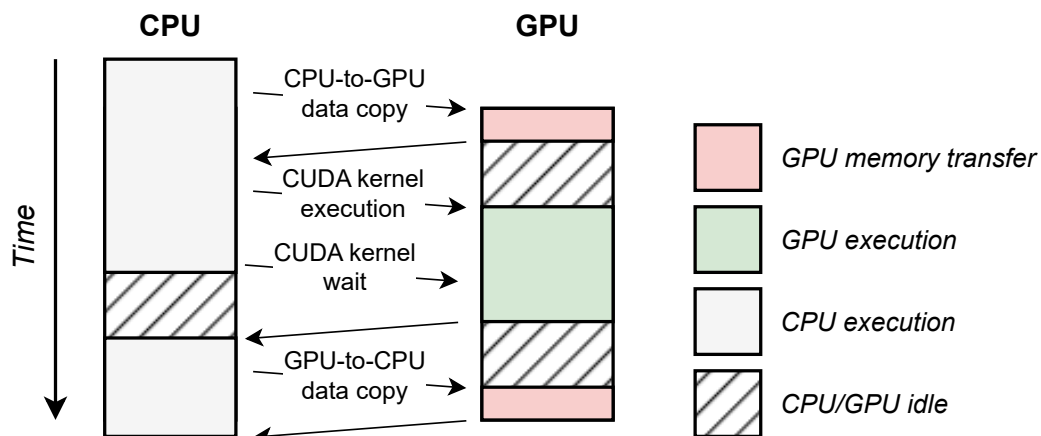 CPU
GPU
Time
CPU-to-GPU
data copy
CUDA kernel
execution
CUDA kernel
wait
GPU-to-CPU
data copy
GPU memory transfer
GPU execution
CPU execution
CPU/GPU idle